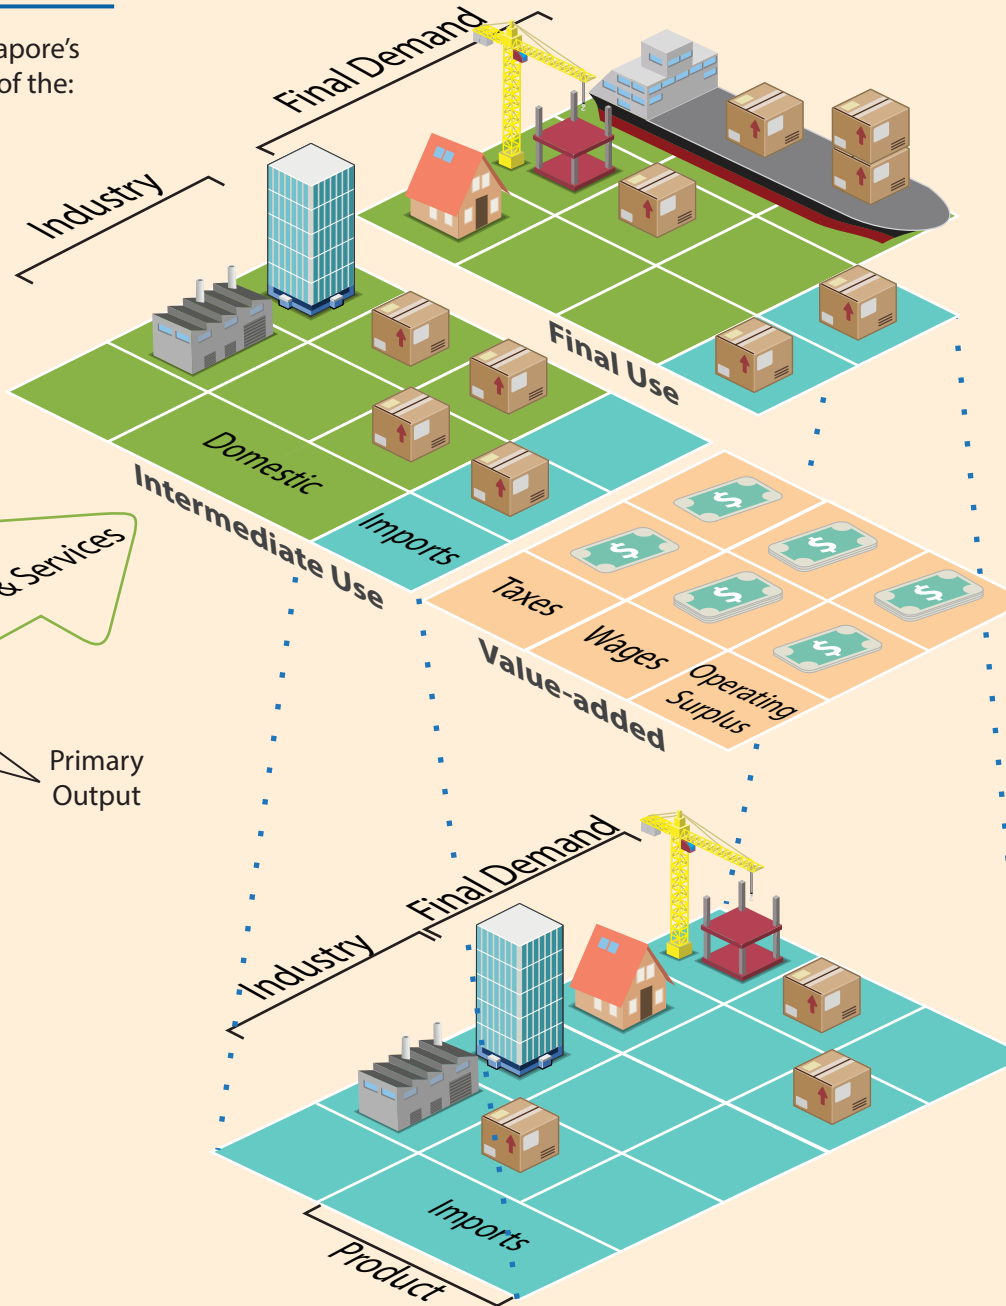 apore's
of the:
Final Demand
Industry
Final Use
Domestic
Imports
Intermediate Use
& Services
Taxes
Wages
Operating
Surplus
Value-added
Primary
Output
Final Demand
Industry
Imports
Product